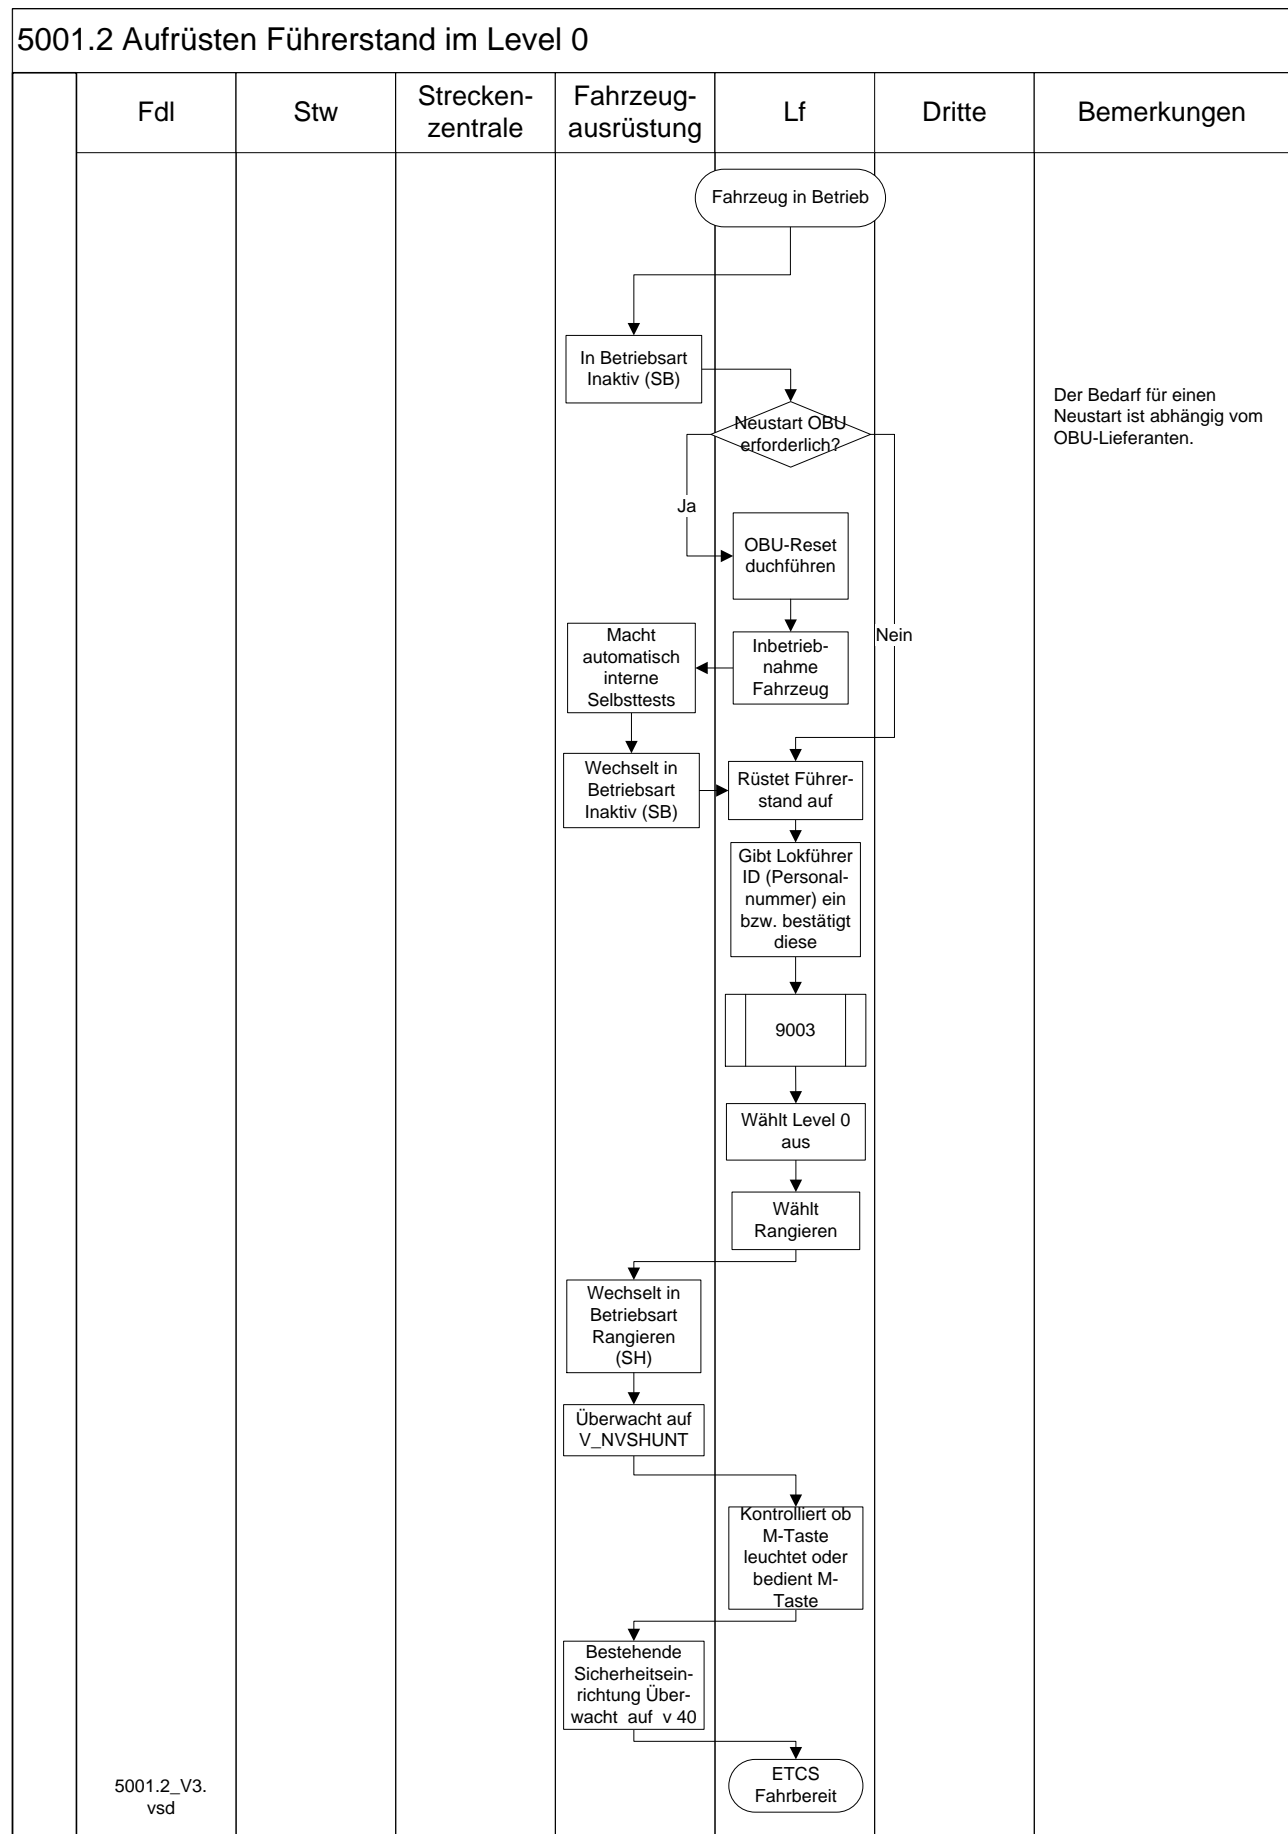 5001.2 Aufrüsten Führerstand im Level 0
Fdl
Stw
Strecken-
zentrale
Fahrzeug-
ausrüstung
Lf
Dritte
Bemerkungen
Fahrzeug in Betrieb
In Betriebsart
Inaktiv (SB)
Neustart OBU
erforderlich?
Der Bedarf für einen
Neustart ist abhängig vom
OBU-Lieferanten.
Ja
OBU-Reset
duchführen
Nein
Inbetrieb-
nahme
Fahrzeug
Macht
automatisch
interne
Selbsttests
Wechselt in
Betriebsart
Inaktiv (SB)
Rüstet Führer-
stand auf
Gibt Lokführer
ID (Personal-
nummer) ein
bzw. bestätigt
diese
9003
Wählt Level 0
aus
Wählt
Rangieren
Wechselt in
Betriebsart
Rangieren
(SH)
Überwacht auf
V_NVSHUNT
Kontrolliert ob
M-Taste
leuchtet oder
bedient M-
Taste
Bestehende
Sicherheitsein-
richtung Über-
wacht auf v 40
ETCS
Fahrbereit
5001.2_V3.
vsd